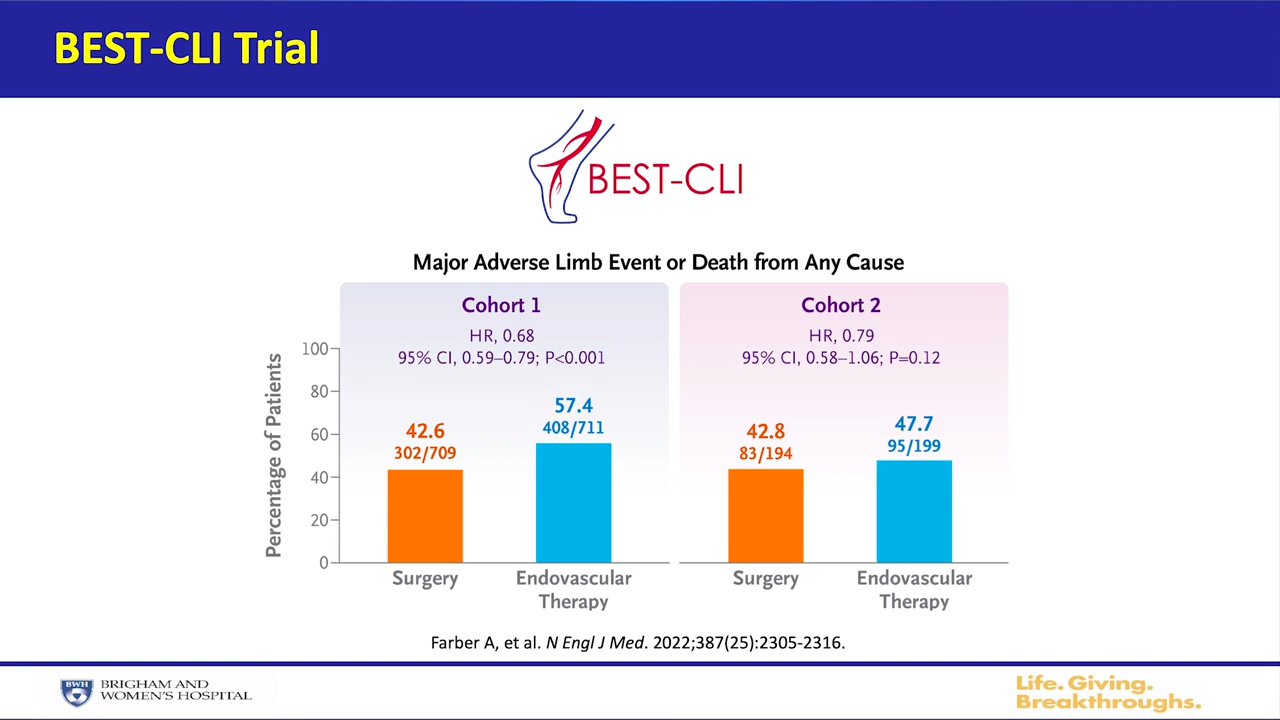 BEST-CLI Trial
BEST-CLI
Major Adverse Limb Event or Death from Any Cause
Cohort 1
HR, 0.68
95% CI, 0.59–0.79; P<0.001
Cohort 2
HR, 0.79
95% CI, 0.58–1.06; P=0.12
Percentage of Patients
100
80
60
40
20
0
42.6
302/709
57.4
408/711
42.8
83/194
47.7
95/199
Surgery
Endovascular
Therapy
Surgery
Endovascular
Therapy
Farber A, et al. N Engl J Med. 2022;387(25):2305-2316.
BWH
BRIGHAM AND
WOMEN'S HOSPITAL
Life. Giving.
Breakthroughs.